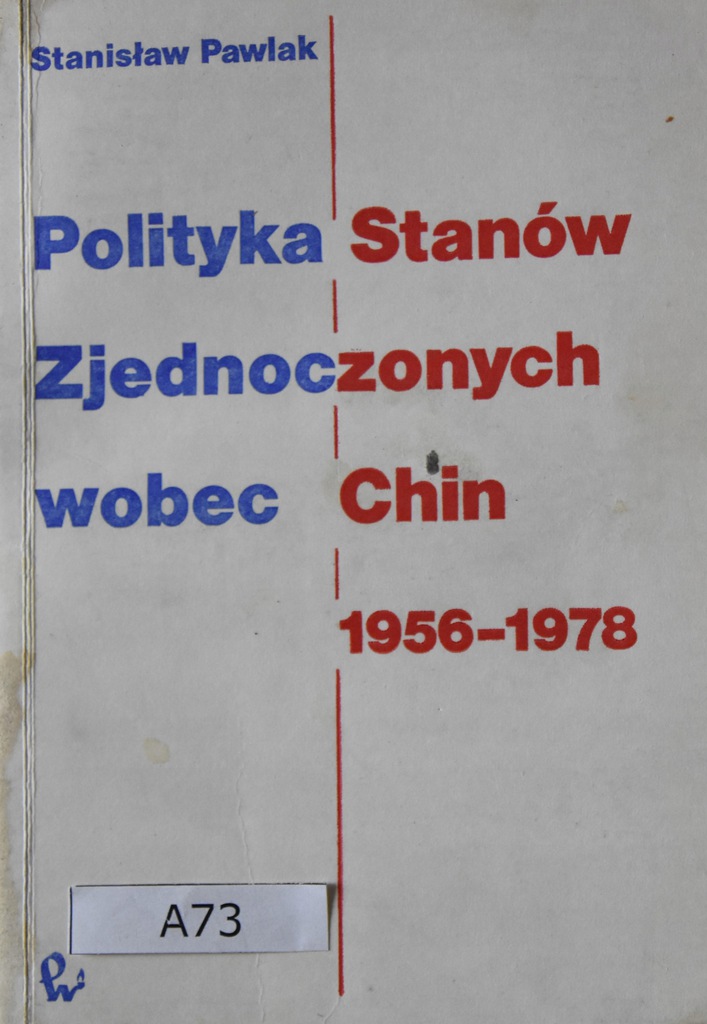 Stanisław Pawlak
Polityka Stanów
Zjednoczonych
wobec Chin
1956–1978
A73